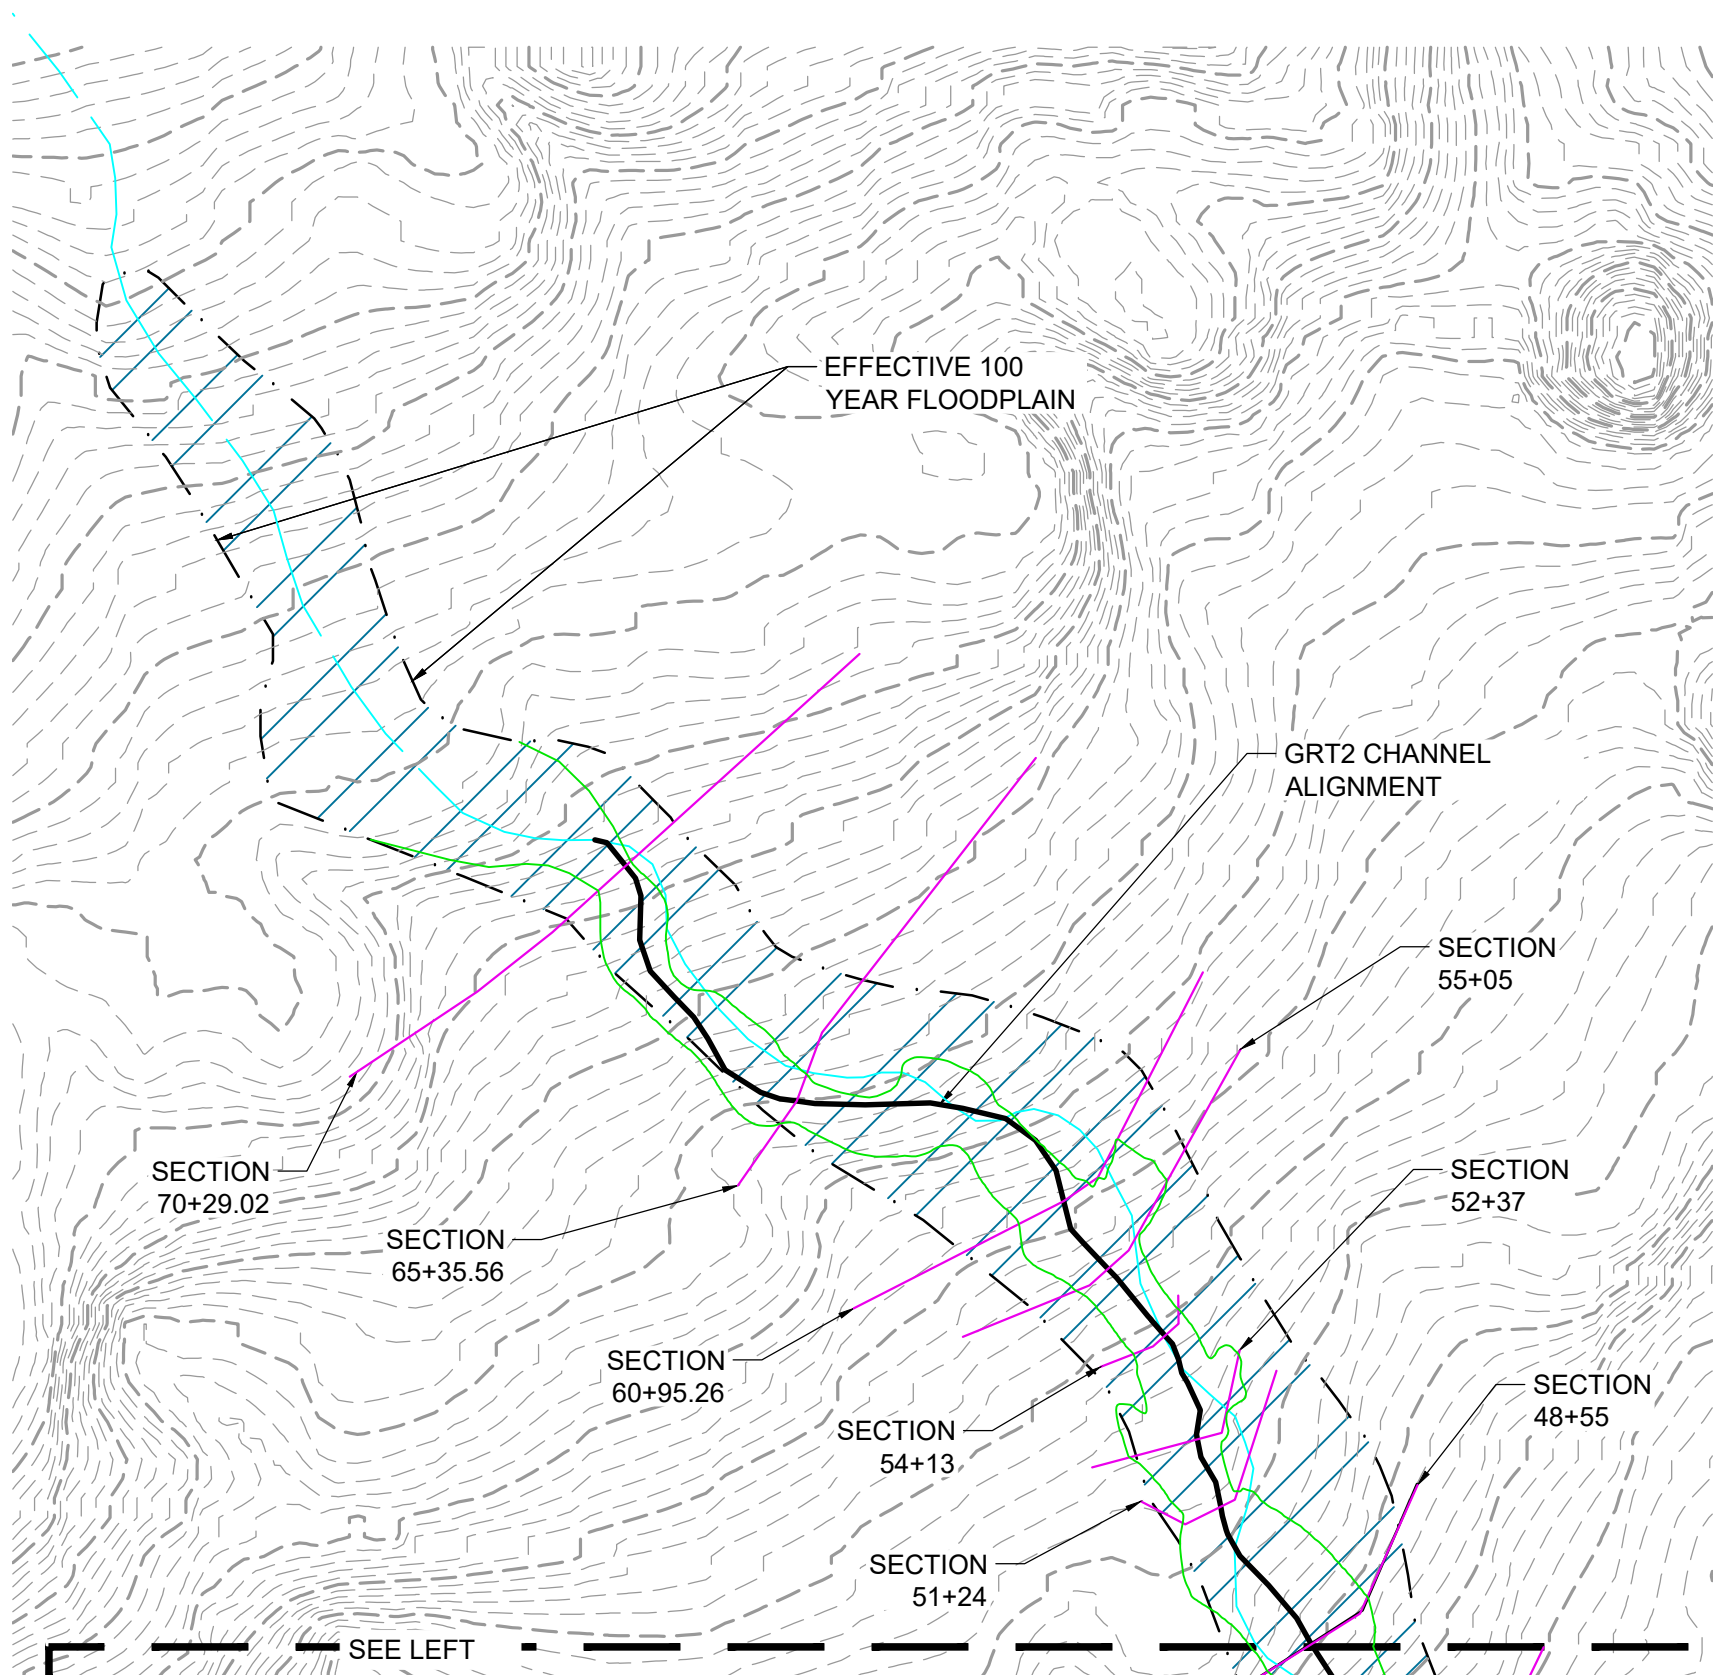 EFFECTIVE 100
YEAR FLOODPLAIN
GRT2 CHANNEL
ALIGNMENT
SECTION
55+05
SECTION
70+29.02
SECTION
52+37
SECTION
65+35.56
SECTION
60+95.26
SECTION
48+55
SECTION
54+13
SECTION
51+24
SEE LEFT